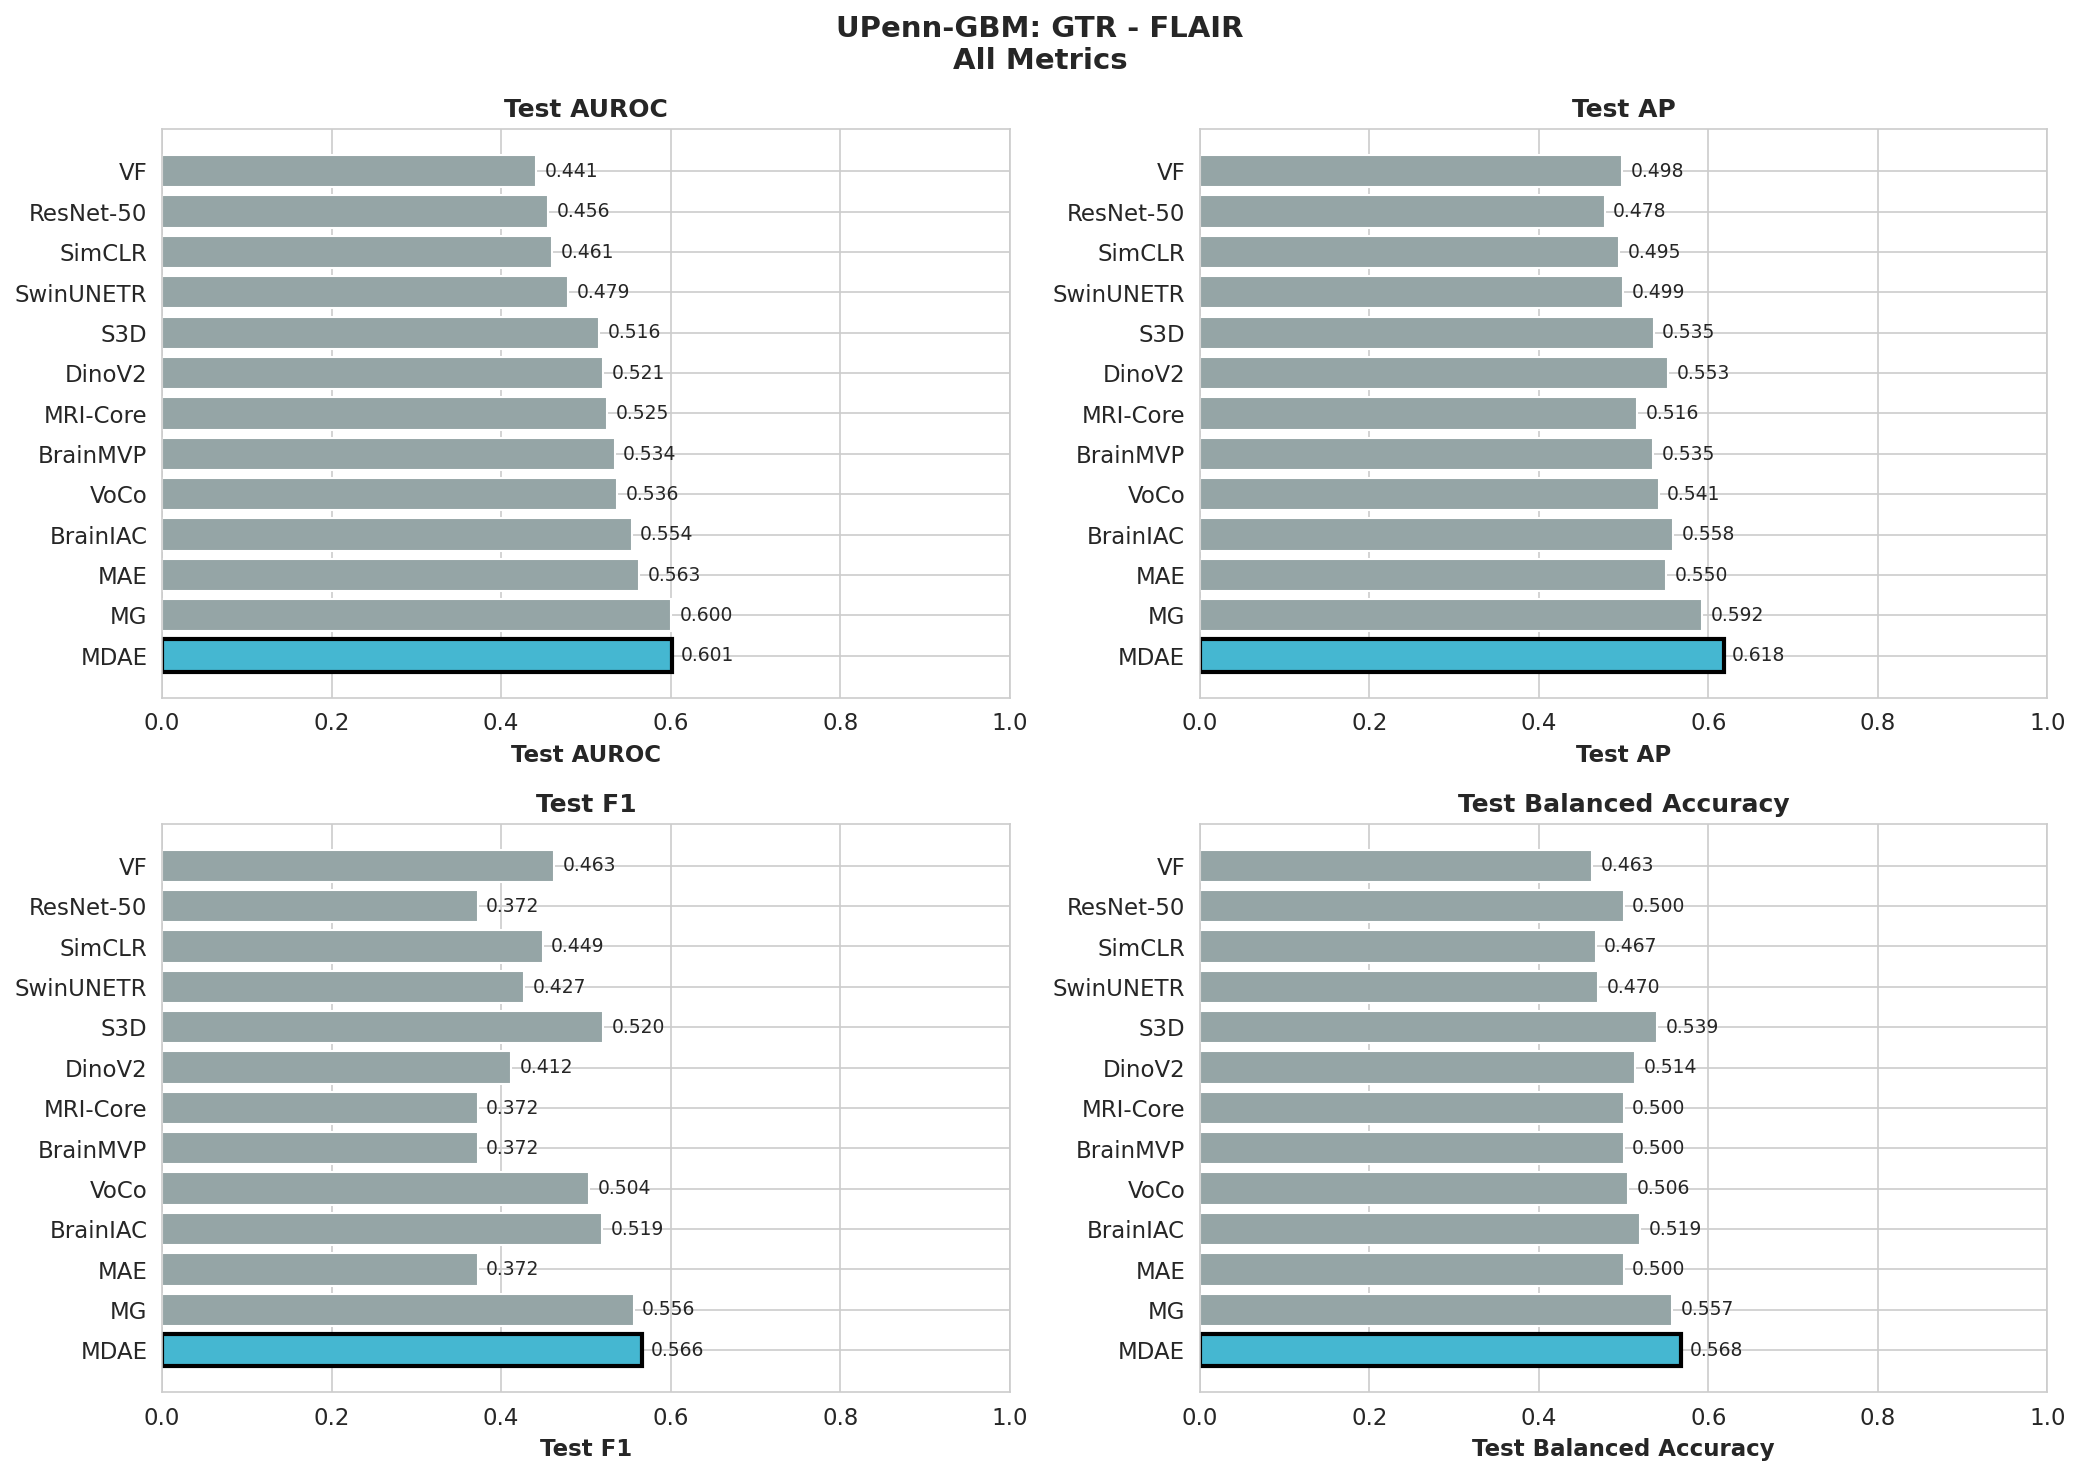 UPenn-GBM: GTR - FLAIR
All Metrics
Test AUROC
VF 0.441
ResNet-50 0.456
SimCLR 0.461
SwinUNETR 0.479
S3D 0.516
DinoV2 0.521
MRI-Core 0.525
BrainMVP 0.534
VoCo 0.536
BrainIAC 0.554
MAE 0.563
MG 0.600
MDAE 0.601
0.0 0.2 0.4 0.6 0.8 1.0
Test AUROC
Test AP
VF 0.498
ResNet-50 0.478
SimCLR 0.495
SwinUNETR 0.499
S3D 0.535
DinoV2 0.553
MRI-Core 0.516
BrainMVP 0.535
VoCo 0.541
BrainIAC 0.558
MAE 0.550
MG 0.592
MDAE 0.618
0.0 0.2 0.4 0.6 0.8 1.0
Test AP
Test F1
VF 0.463
ResNet-50 0.372
SimCLR 0.449
SwinUNETR 0.427
S3D 0.520
DinoV2 0.412
MRI-Core 0.372
BrainMVP 0.372
VoCo 0.504
BrainIAC 0.519
MAE 0.372
MG 0.556
MDAE 0.566
0.0 0.2 0.4 0.6 0.8 1.0
Test F1
Test Balanced Accuracy
VF 0.463
ResNet-50 0.500
SimCLR 0.467
SwinUNETR 0.470
S3D 0.539
DinoV2 0.514
MRI-Core 0.500
BrainMVP 0.500
VoCo 0.506
BrainIAC 0.519
MAE 0.500
MG 0.557
MDAE 0.568
0.0 0.2 0.4 0.6 0.8 1.0
Test Balanced Accuracy